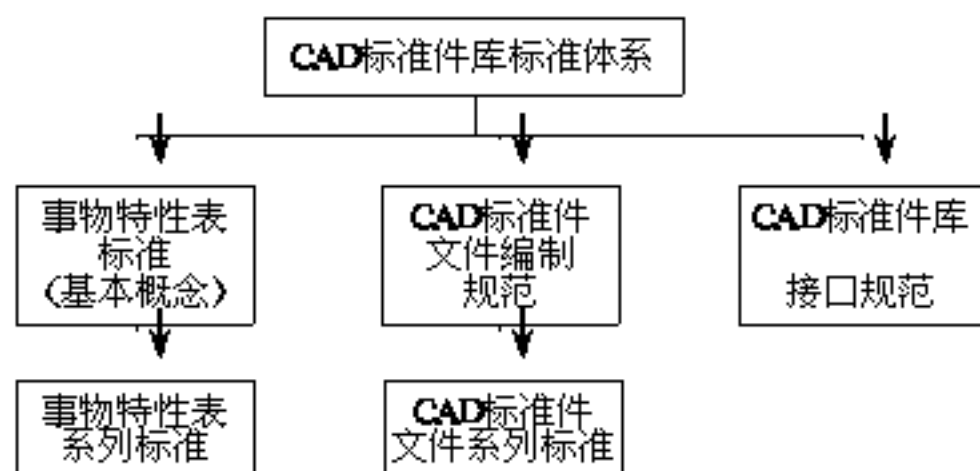 CAD标准件库标准体系
事物特性表
标准
(基本概念)
CAD标准件
文件编制
规范
CAD标准件库
接口规范
事物特性表
系列标准
CAD标准件
文件系列标准